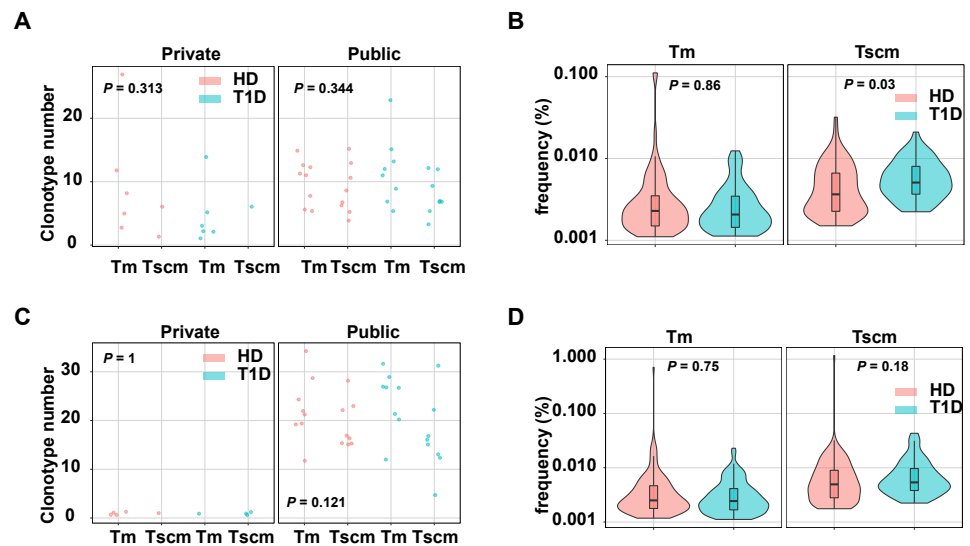 A
Private
Public
Clonotype number
20
10
0
P = 0.313
HD
T1D
P = 0.344
Tm Tscm Tm Tscm
Tm Tscm Tm Tscm
B
Tm
Tscm
frequency (%)
0.100
0.010
0.001
P = 0.86
P = 0.03
HD
T1D
C
Private
Public
Clonotype number
30
20
10
0
P = 1
HD
T1D
P = 0.121
Tm Tscm Tm Tscm
Tm Tscm Tm Tscm
D
Tm
Tscm
frequency (%)
1.000
0.100
0.010
0.001
P = 0.75
P = 0.18
HD
T1D